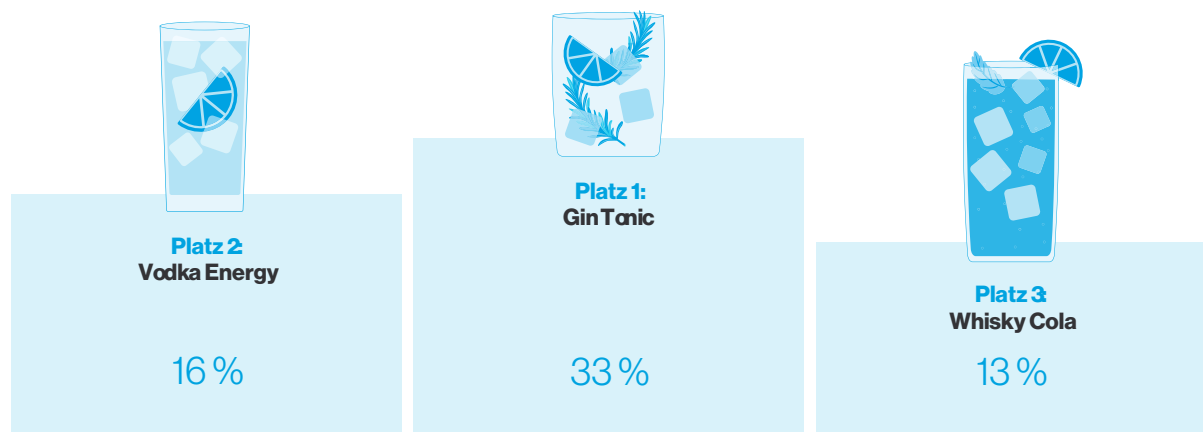 Platz 2:
Vodka Energy
16 %
Platz 1:
Gin Tonic
33 %
Platz 3:
Whisky Cola
13 %